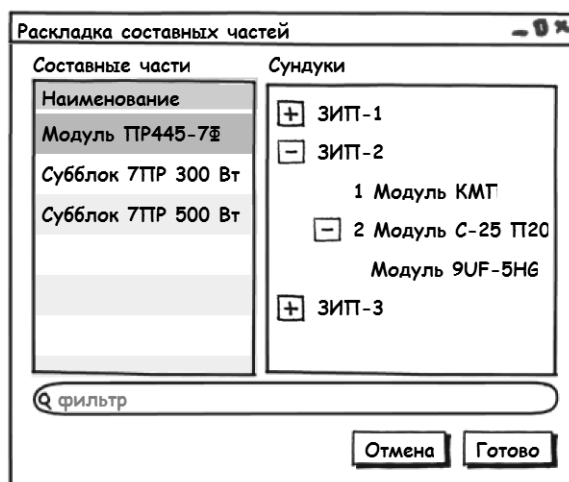 Раскладка составных частей
Составные части
Сундуки
Наименование
Модуль ПР445-7Ф
Субблок 7ПР 300 Вт
Субблок 7ПР 500 Вт
ЗИП-1
ЗИП-2
1 Модуль КМП
2 Модуль С-25 П20
Модуль 9UF-5HG
ЗИП-3
фильтр
Отмена
Готово